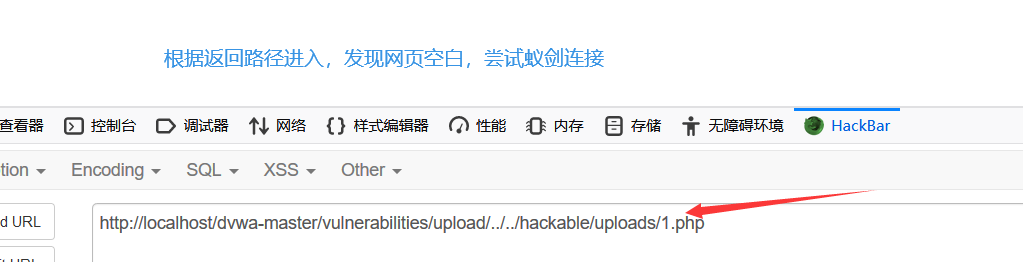 根据返回路径进入，发现网页空白，尝试蚁剑连接
查看器 控制台 调试器 网络 {} 样式编辑器 性能 内存 存储 无障碍环境 HackBar
tion Encoding SQL XSS Other
d URL
http://localhost/dvwa-master/vulnerabilities/upload/../../hackable/uploads/1.php